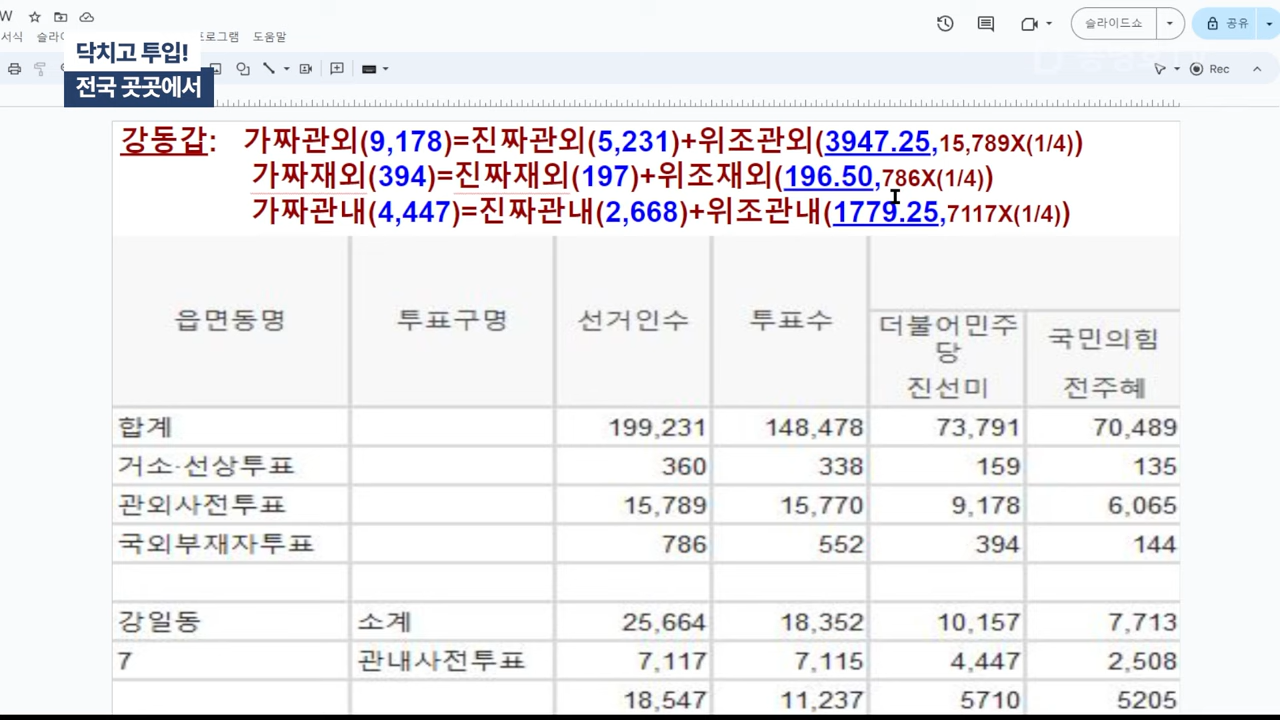 W
서식 슬라이 프로그램 도움말
슬라이드쇼 공유
닥치고 투입!
전국 곳곳에서
Rec
강동갑: 가짜관외(9,178)=진짜관외(5,231)+위조관외(3947.25,15,789X(1/4))
가짜재외(394)=진짜재외(197)+위조재외(196.50,786X(1/4))
가짜관내(4,447)=진짜관내(2,668)+위조관내(1779.25,7117X(1/4))
읍면동명 투표구명 선거인수 투표수 더불어민주당 진선미 국민의힘 전주혜
합계 199,231 148,478 73,791 70,489
거소·선상투표 360 338 159 135
관외사전투표 15,789 15,770 9,178 6,065
국외부재자투표 786 552 394 144
강일동 소계 25,664 18,352 10,157 7,713
7 관내사전투표 7,117 7,115 4,447 2,508
18,547 11,237 5710 5205